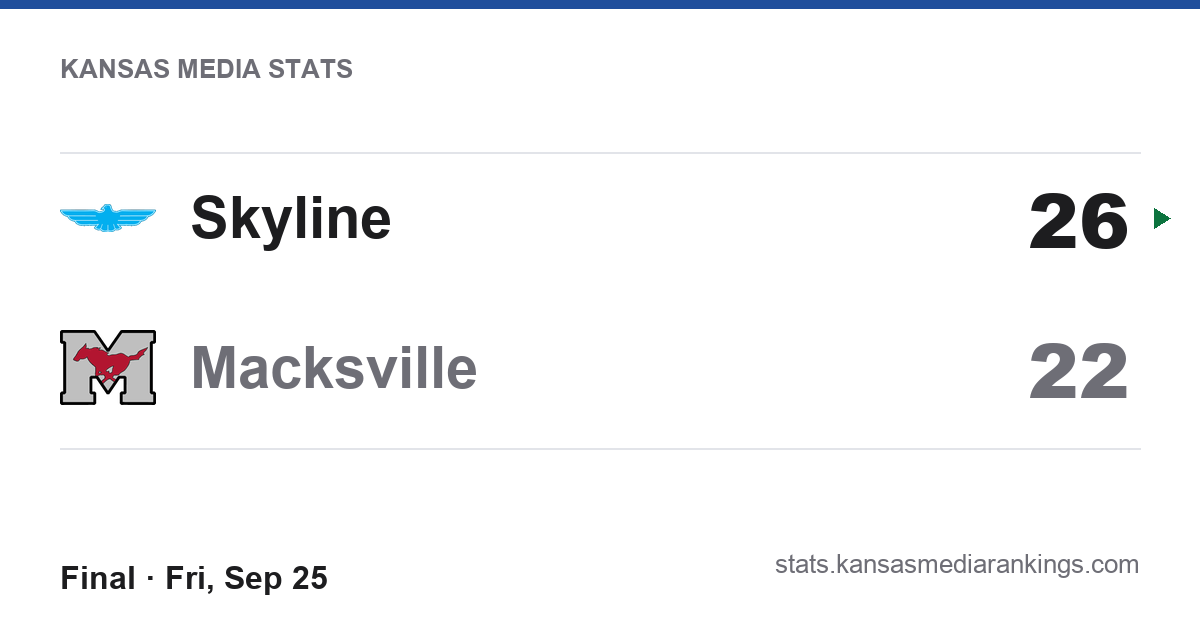 KANSAS MEDIA STATS
Skyline 26
Macksville 22
Final · Fri, Sep 25
stats.kansasmediarankings.com